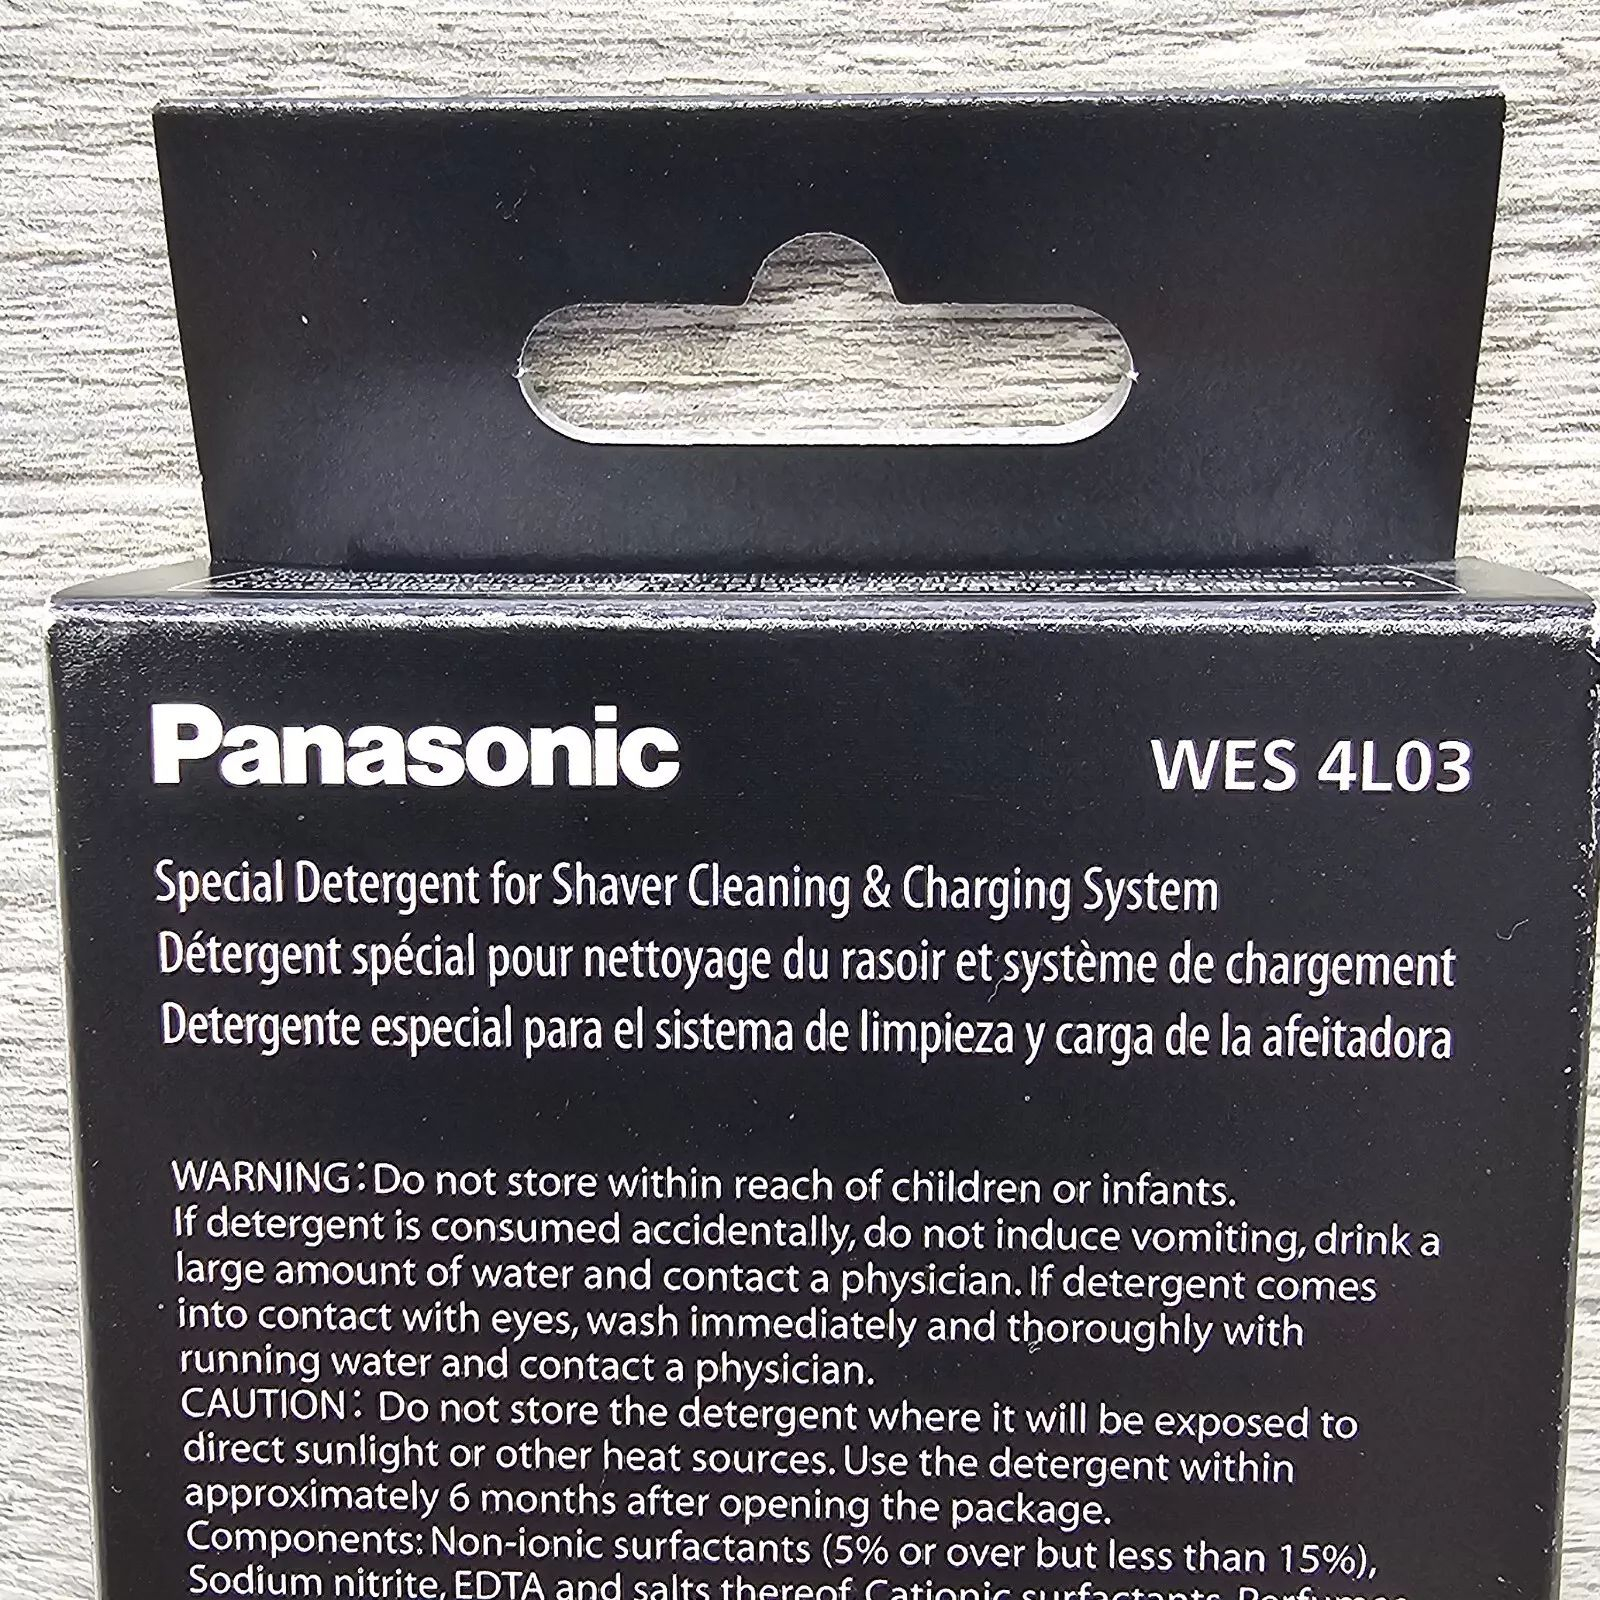 Panasonic
WES 4L03
Special Detergent for Shaver Cleaning & Charging System
Détergent spécial pour nettoyage du rasoir et système de chargement
Detergente especial para el sistema de limpieza y carga de la afeitadora
WARNING: Do not store within reach of children or infants.
If detergent is consumed accidentally, do not induce vomiting, drink a
large amount of water and contact a physician. If detergent comes
into contact with eyes, wash immediately and thoroughly with
running water and contact a physician.
CAUTION: Do not store the detergent where it will be exposed to
direct sunlight or other heat sources. Use the detergent within
approximately 6 months after opening the package.
Components: Non-ionic surfactants (5% or over but less than 15%),
Sodium nitrite, EDTA and salts thereof, Cationic surfactants, Perfumes